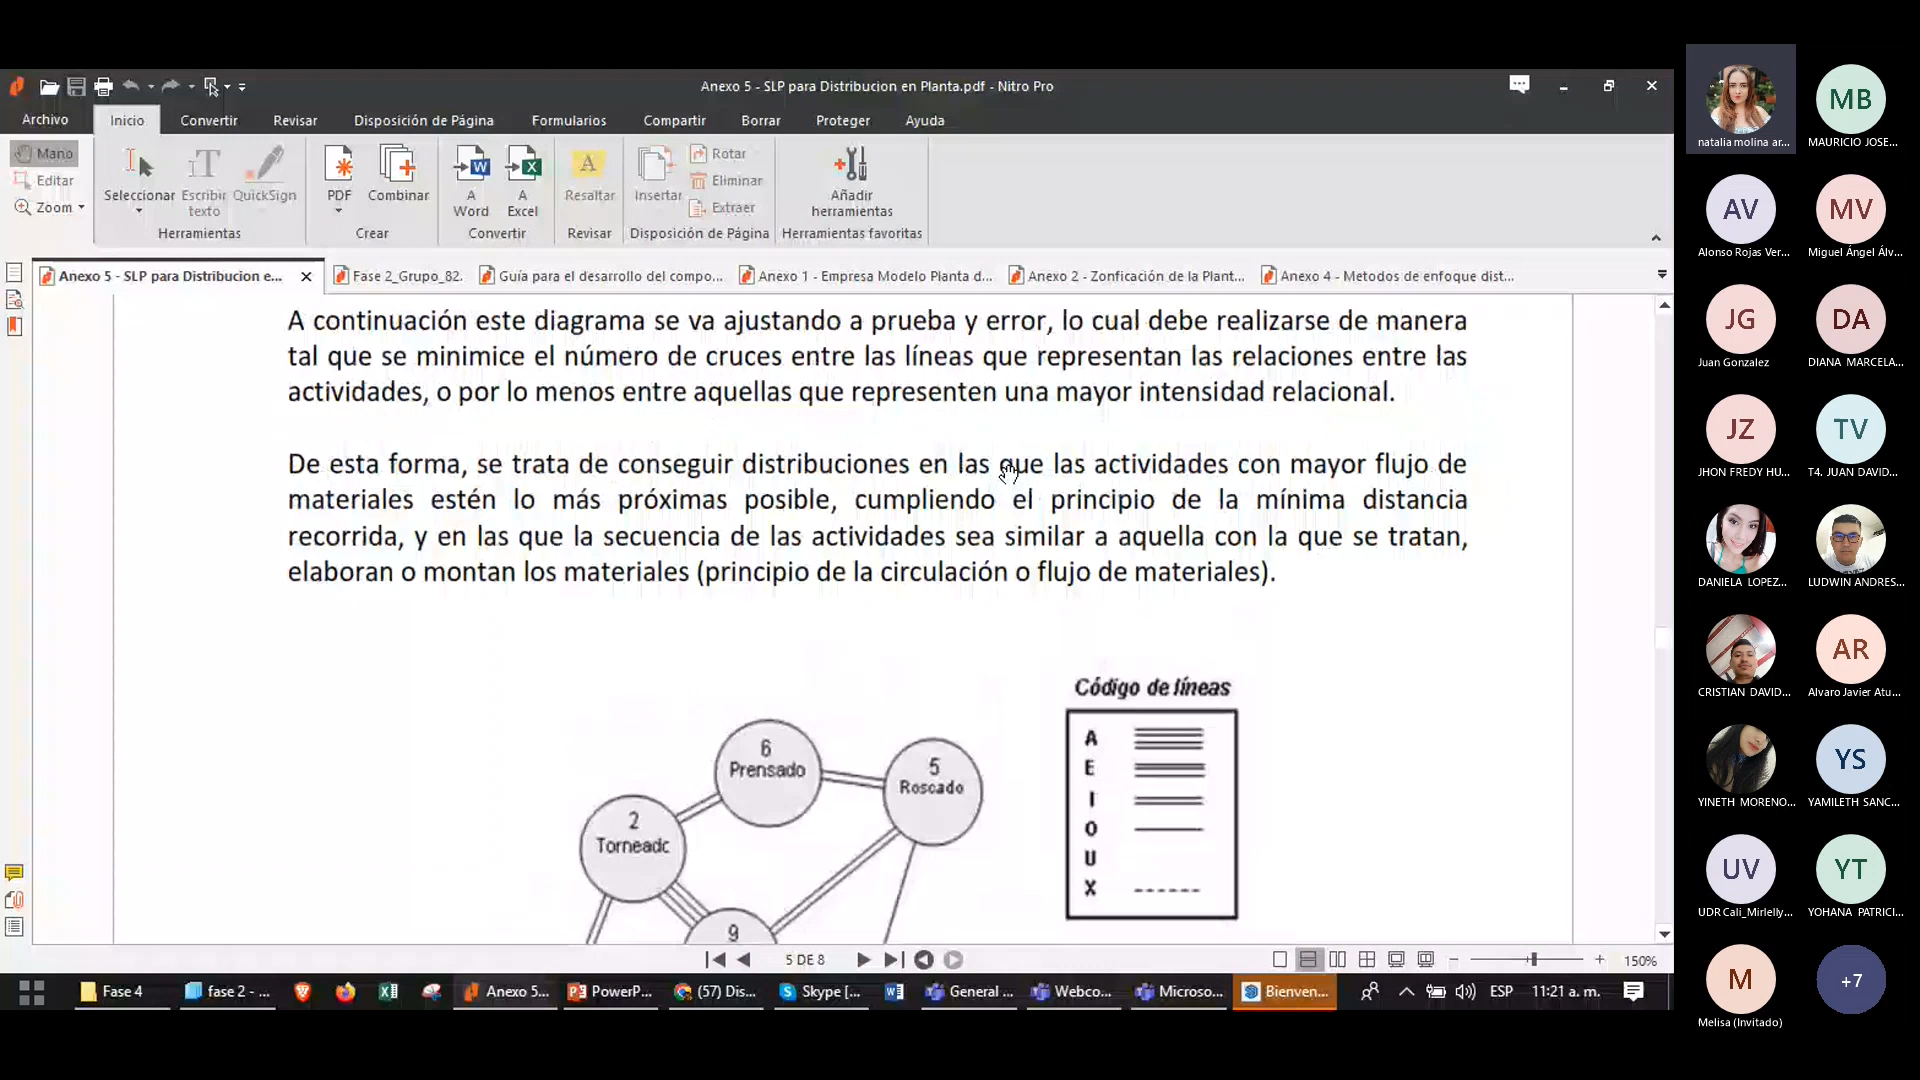 Anexo 5 - SLP para Distribucion en Planta.pdf - Nitro Pro
Archivo Inicio Convertir Revisar Disposición de Página Formularios Compartir Borrar Proteger Ayuda
Mano
Editar
Zoom
Seleccionar
Escribir texto
QuickSign
Herramientas
PDF
Combinar
Crear
A Word
A Excel
Convertir
Resaltar
Revisar
Insertar
Rotar
Eliminar
Extraer
Disposición de Página
Añadir herramientas
Herramientas favoritas
Anexo 5 - SLP para Distribucion e...
Fase 2_Grupo_82.
Guía para el desarrollo del compo...
Anexo 1 - Empresa Modelo Planta d...
Anexo 2 - Zonficación de la Plant...
Anexo 4 - Metodos de enfoque dist...
A continuación este diagrama se va ajustando a prueba y error, lo cual debe realizarse de manera
tal que se minimice el número de cruces entre las líneas que representan las relaciones entre las
actividades, o por lo menos entre aquellas que representen una mayor intensidad relacional.
De esta forma, se trata de conseguir distribuciones en las que las actividades con mayor flujo de
materiales estén lo más próximas posible, cumpliendo el principio de la mínima distancia
recorrida, y en las que la secuencia de las actividades sea similar a aquella con la que se tratan,
elaboran o montan los materiales (principio de la circulación o flujo de materiales).
6
Prensado
5
Roscado
2
Torneadc
9
Código de líneas
A
E
I
O
U
X
5 DE 8
150%
Fase 4
fase 2 - ...
Anexo 5...
PowerP...
(57) Dis...
Skype [...
General ...
Webco...
Microso...
Bienven...
ESP
11:21 a. m.
natalia molina ar...
MB
MAURICIO JOSE...
AV
Alonso Rojas Ver...
MV
Miguel Ángel Álv...
JG
Juan Gonzalez
DA
DIANA MARCELA...
JZ
JHON FREDY HU...
TV
T4. JUAN DAVID...
DANIELA LOPEZ...
LUDWIN ANDRES...
CRISTIAN DAVID...
AR
Alvaro Javier Atu...
YINETH MORENO...
YS
YAMILETH SANC...
UV
UDR Cali_Mirlelly...
YT
YOHANA PATRICI...
M
Melisa (Invitado)
+7